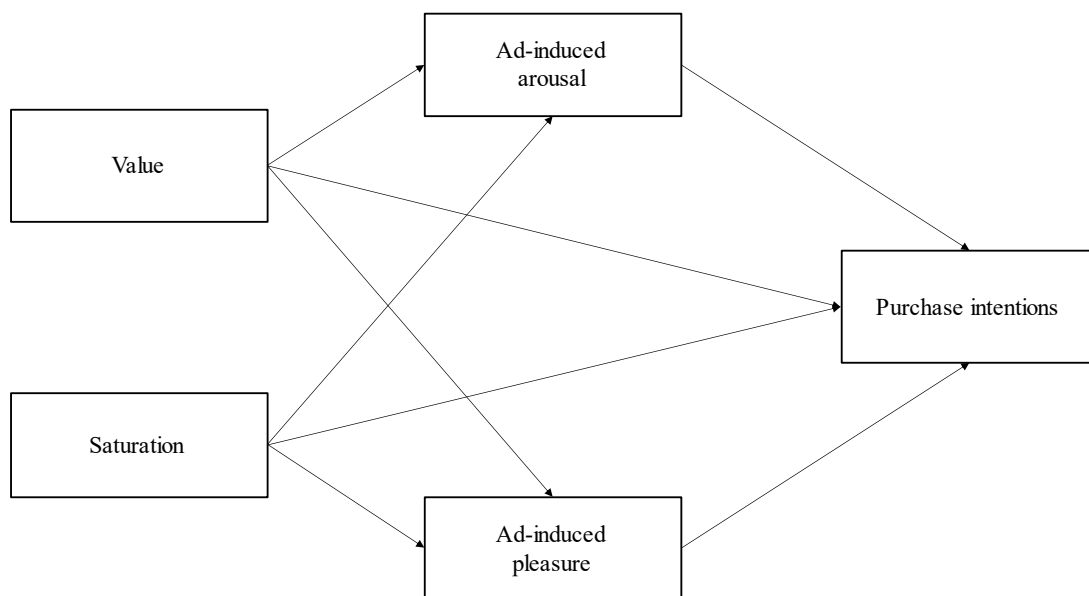 Ad-induced
arousal
Value
Purchase intentions
Saturation
Ad-induced
pleasure